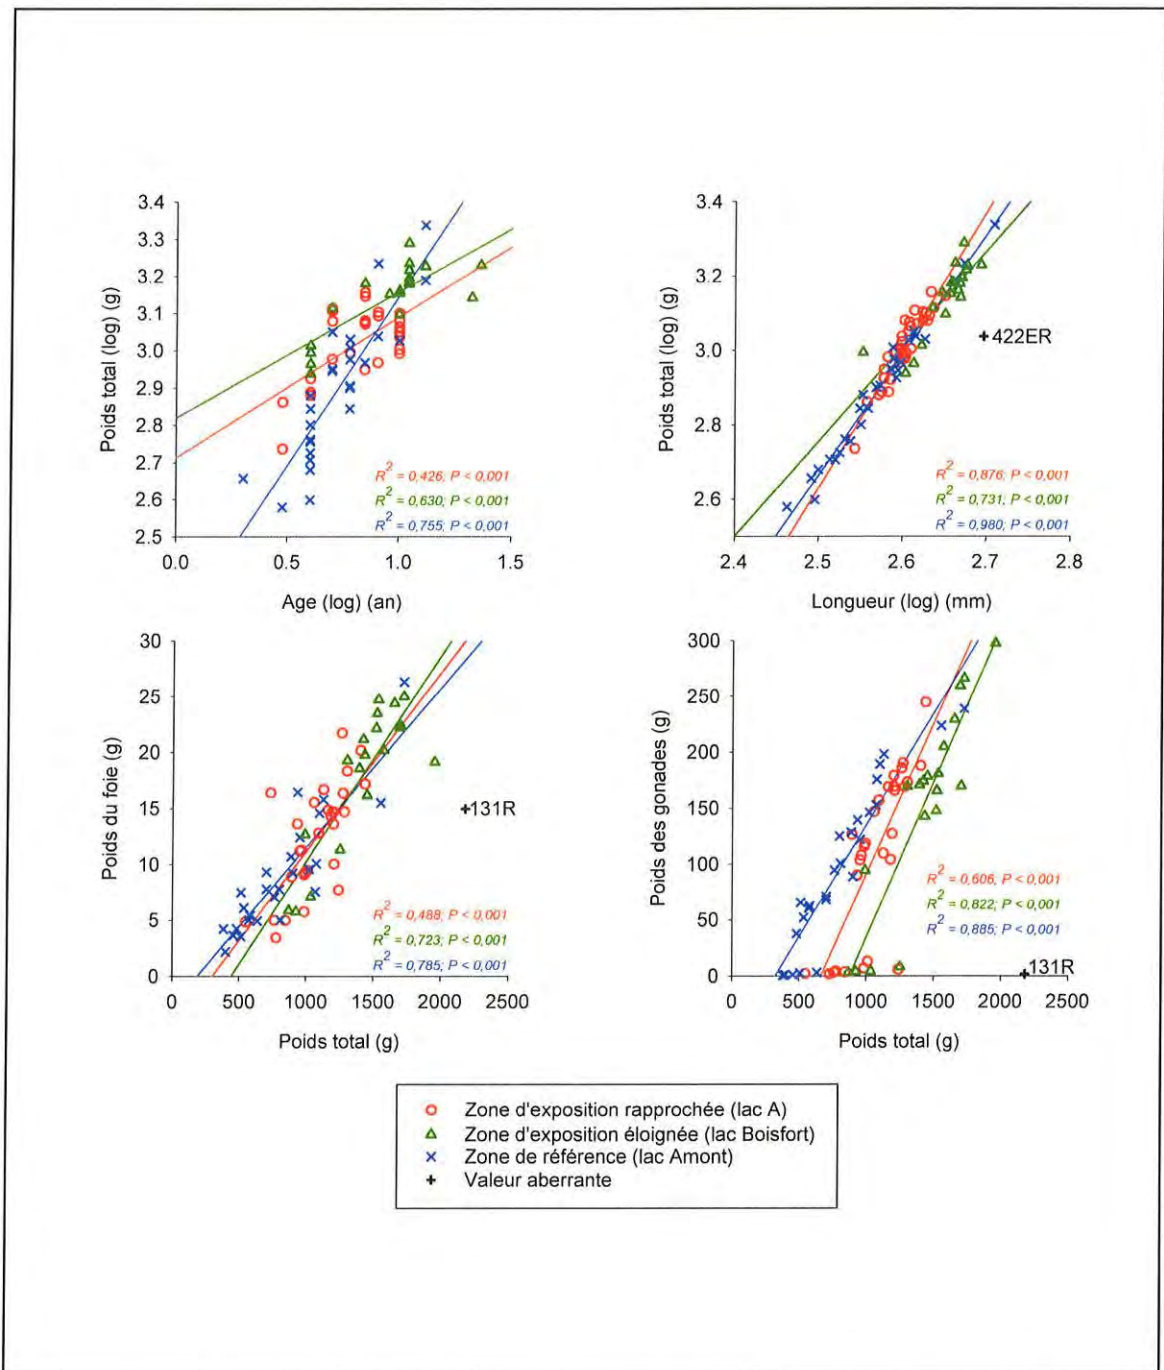 3.4
3.3
3.2
3.1
3.0
2.9
2.8
2.7
2.6
2.5
Poids total (log) (g)
R² = 0,426; P < 0,001
R² = 0,630; P < 0,001
R² = 0,755; P < 0,001
0.0 0.5 1.0 1.5
Age (log) (an)
3.4
3.2
3.0
2.8
2.6
Poids total (log) (g)
422ER
R² = 0,876; P < 0,001
R² = 0,731; P < 0,001
R² = 0,980; P < 0,001
2.4 2.5 2.6 2.7 2.8
Longueur (log) (mm)
30
25
20
15
10
5
0
Poids du foie (g)
131R
R² = 0,488; P < 0,001
R² = 0,723; P < 0,001
R² = 0,785; P < 0,001
0 500 1000 1500 2000 2500
Poids total (g)
300
250
200
150
100
50
0
Poids des gonades (g)
R² = 0,606; P < 0,001
R² = 0,822; P < 0,001
R² = 0,885; P < 0,001
131R
0 500 1000 1500 2000 2500
Poids total (g)
Zone d'exposition rapprochée (lac A)
Zone d'exposition éloignée (lac Boisfort)
Zone de référence (lac Amont)
Valeur aberrante